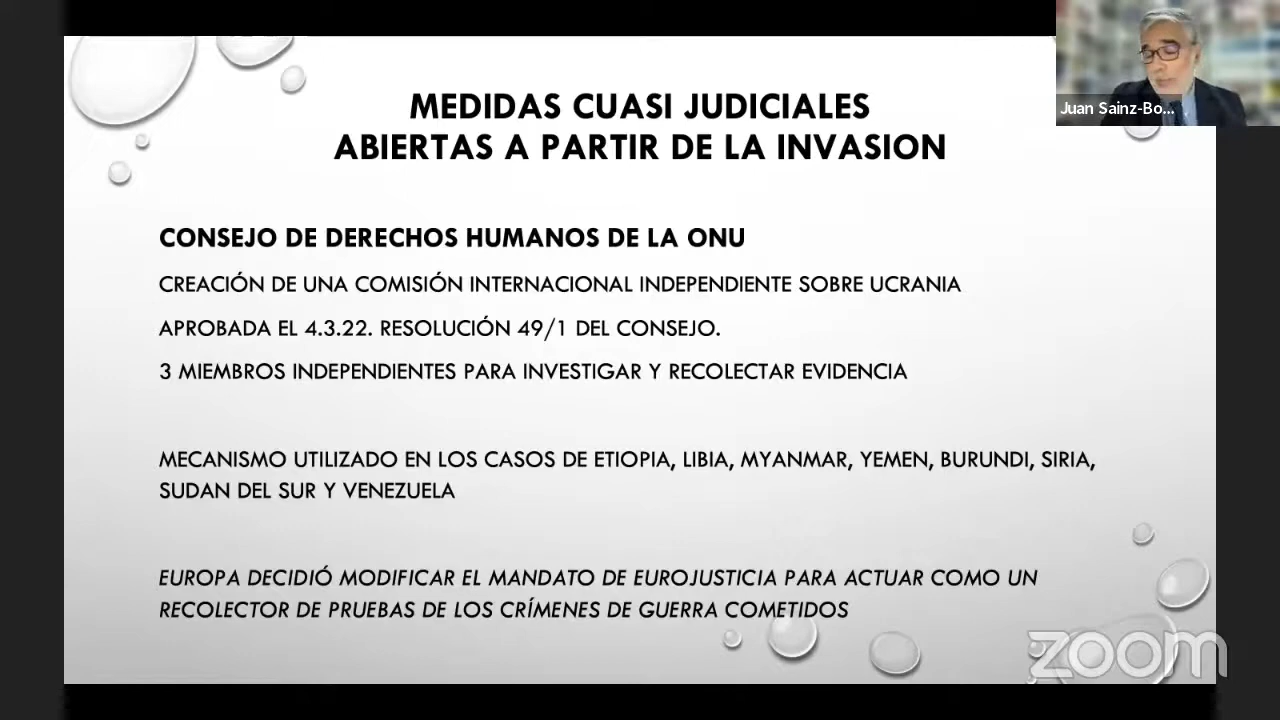 MEDIDAS CUASI JUDICIALES
ABIERTAS A PARTIR DE LA INVASION
Juan Sainz-Bo...
CONSEJO DE DERECHOS HUMANOS DE LA ONU
CREACIÓN DE UNA COMISIÓN INTERNACIONAL INDEPENDIENTE SOBRE UCRANIA
APROBADA EL 4.3.22. RESOLUCIÓN 49/1 DEL CONSEJO.
3 MIEMBROS INDEPENDIENTES PARA INVESTIGAR Y RECOLECTAR EVIDENCIA
MECANISMO UTILIZADO EN LOS CASOS DE ETIOPIA, LIBIA, MYANMAR, YEMEN, BURUNDI, SIRIA,
SUDAN DEL SUR Y VENEZUELA
EUROPA DECIDIÓ MODIFICAR EL MANDATO DE EUROJUSTICIA PARA ACTUAR COMO UN
RECOLECTOR DE PRUEBAS DE LOS CRÍMENES DE GUERRA COMETIDOS
zoom